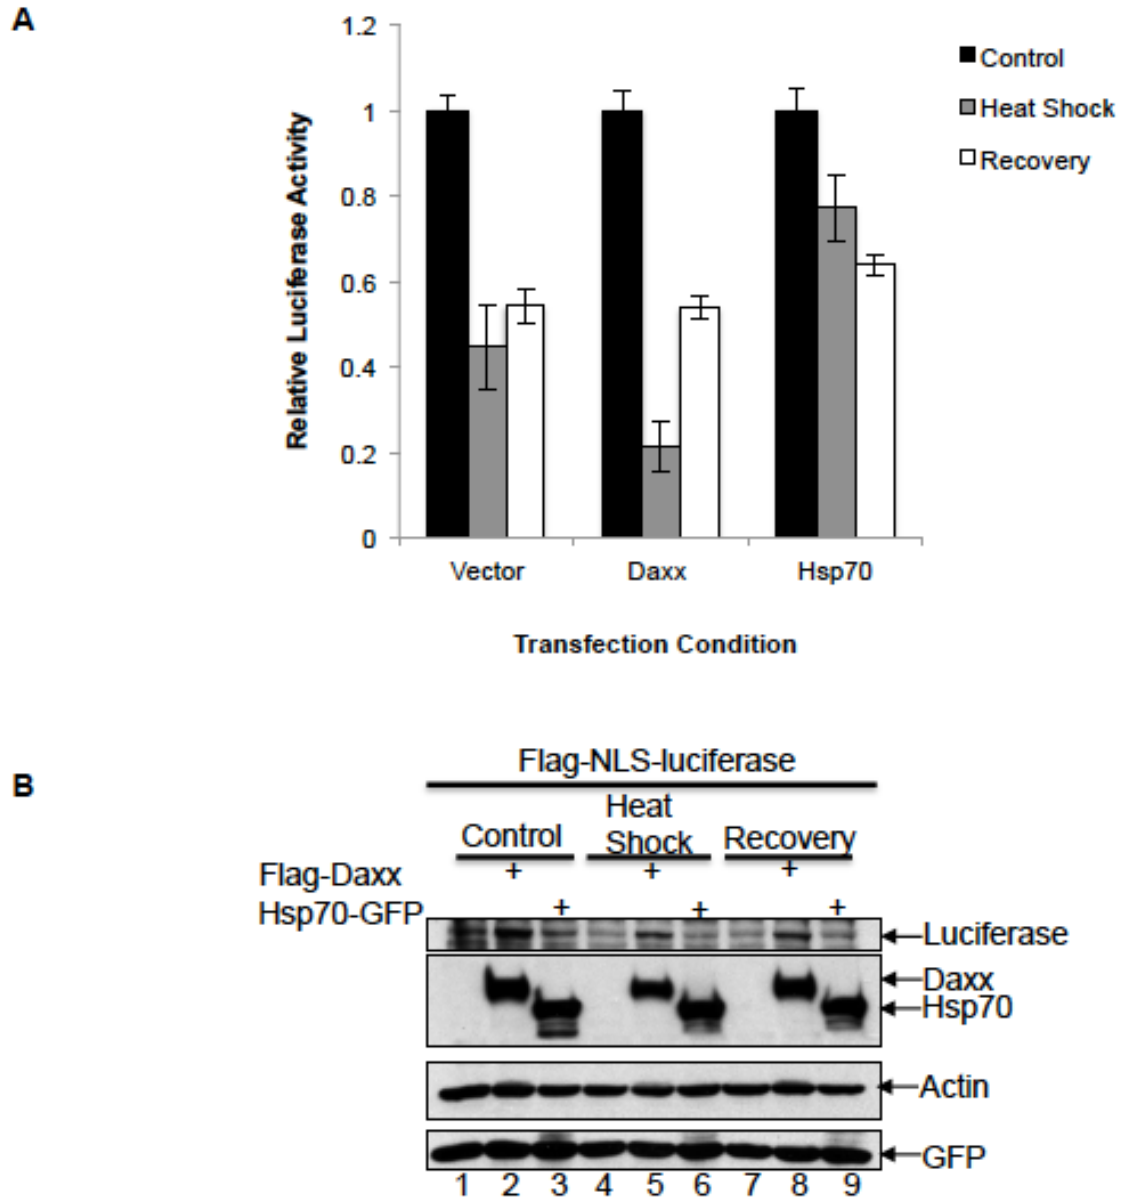 A
1.2
1
0.8
0.6
0.4
0.2
0
Relative Luciferase Activity
Control
Heat Shock
Recovery
Vector Daxx Hsp70
Transfection Condition
B
Flag-NLS-luciferase
Control Heat Shock Recovery
Flag-Daxx + + +
Hsp70-GFP + + +
Luciferase
Daxx
Hsp70
Actin
GFP
1 2 3 4 5 6 7 8 9